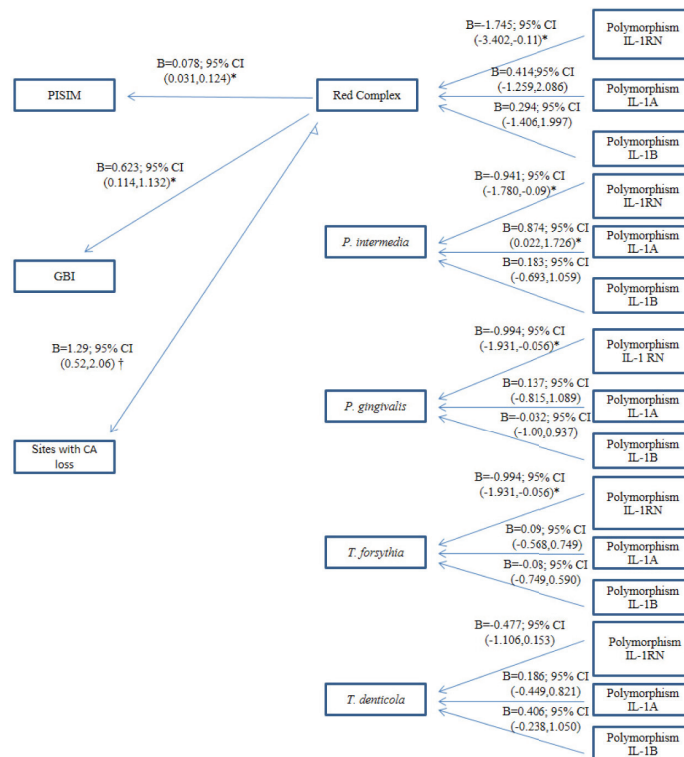 B=-1.745; 95% CI
(-3.402,-0.11)*
Polymorphism
IL-1RN
B=0.078; 95% CI
(0.031,0.124)*
PISIM
Red Complex
B=0.414;95% CI
(-1.259,2.086)
Polymorphism
IL-1A
B=0.294; 95% CI
(-1.406,1.997)
Polymorphism
IL-1B
B=0.623; 95% CI
(0.114,1.132)*
GBI
B=1.29; 95% CI
(0.52,2.06) †
Sites with CA
loss
B=-0.941; 95% CI
(-1.780,-0.09)*
Polymorphism
IL-1RN
P. intermedia
B=0.874; 95% CI
(0.022,1.726)*
Polymorphism
IL-1A
B=0.183; 95% CI
(-0.693,1.059)
Polymorphism
IL-1B
B=-0.994; 95% CI
(-1.931,-0.056)*
Polymorphism
IL-1 RN
P. gingivalis
B=0.137; 95% CI
(-0.815,1.089)
Polymorphism
IL-1A
B=-0.032; 95% CI
(-1.00,0.937)
Polymorphism
IL-1B
B=-0.994; 95% CI
(-1.931,-0.056)*
Polymorphism
IL-1RN
T. forsythia
B=0.09; 95% CI
(-0.568,0.749)
Polymorphism
IL-1A
B=-0.08; 95% CI
(-0.749,0.590)
Polymorphism
IL-1B
B=-0.477; 95% CI
(-1.106,0.153)
Polymorphism
IL-1RN
T. denticola
B=0.186; 95% CI
(-0.449,0.821)
Polymorphism
IL-1A
B=0.406; 95% CI
(-0.238,1.050)
Polymorphism
IL-1B